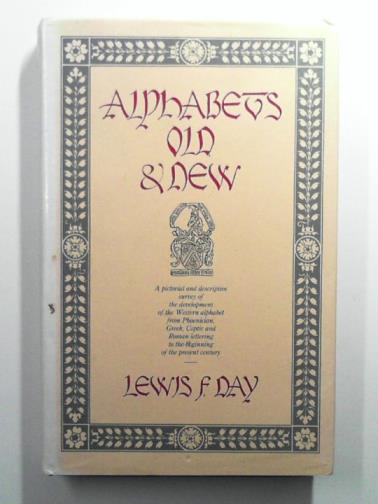 ALPHABETS
OLD
& NEW
A pictorial and descriptive
survey of
the development
of the Western alphabet
from Phoenician,
Greek, Coptic and
Roman lettering
to the Beginning
of the present century
LEWIS F. DAY